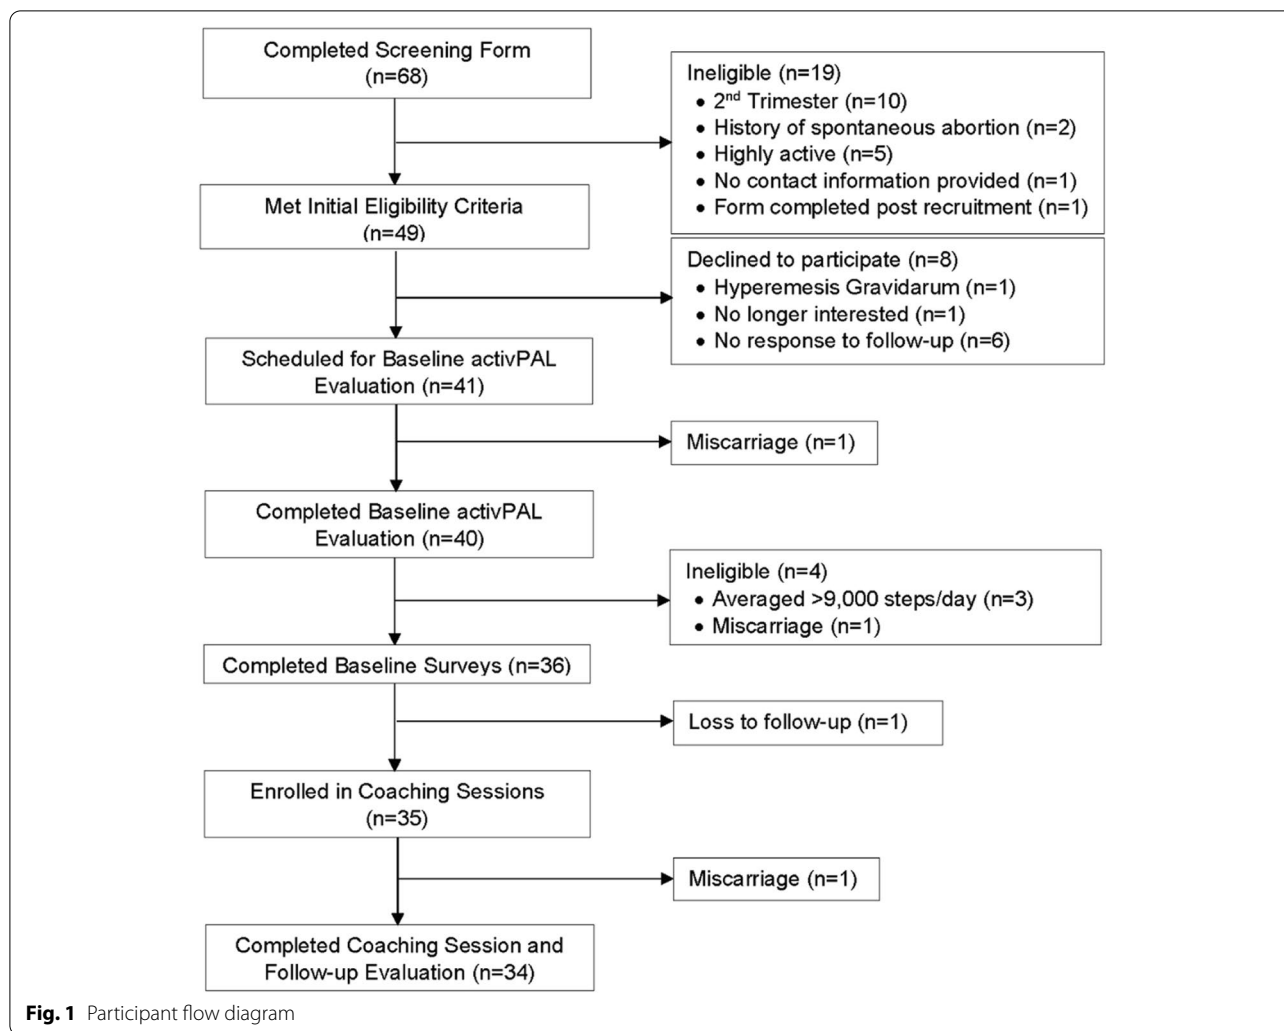 Completed Screening Form
(n=68)
Ineligible (n=19)
• 2nd Trimester (n=10)
• History of spontaneous abortion (n=2)
• Highly active (n=5)
• No contact information provided (n=1)
• Form completed post recruitment (n=1)
Met Initial Eligibility Criteria
(n=49)
Declined to participate (n=8)
• Hyperemesis Gravidarum (n=1)
• No longer interested (n=1)
• No response to follow-up (n=6)
Scheduled for Baseline activPAL
Evaluation (n=41)
Miscarriage (n=1)
Completed Baseline activPAL
Evaluation (n=40)
Ineligible (n=4)
• Averaged >9,000 steps/day (n=3)
• Miscarriage (n=1)
Completed Baseline Surveys (n=36)
Loss to follow-up (n=1)
Enrolled in Coaching Sessions
(n=35)
Miscarriage (n=1)
Completed Coaching Session and
Follow-up Evaluation (n=34)
Fig. 1 Participant flow diagram